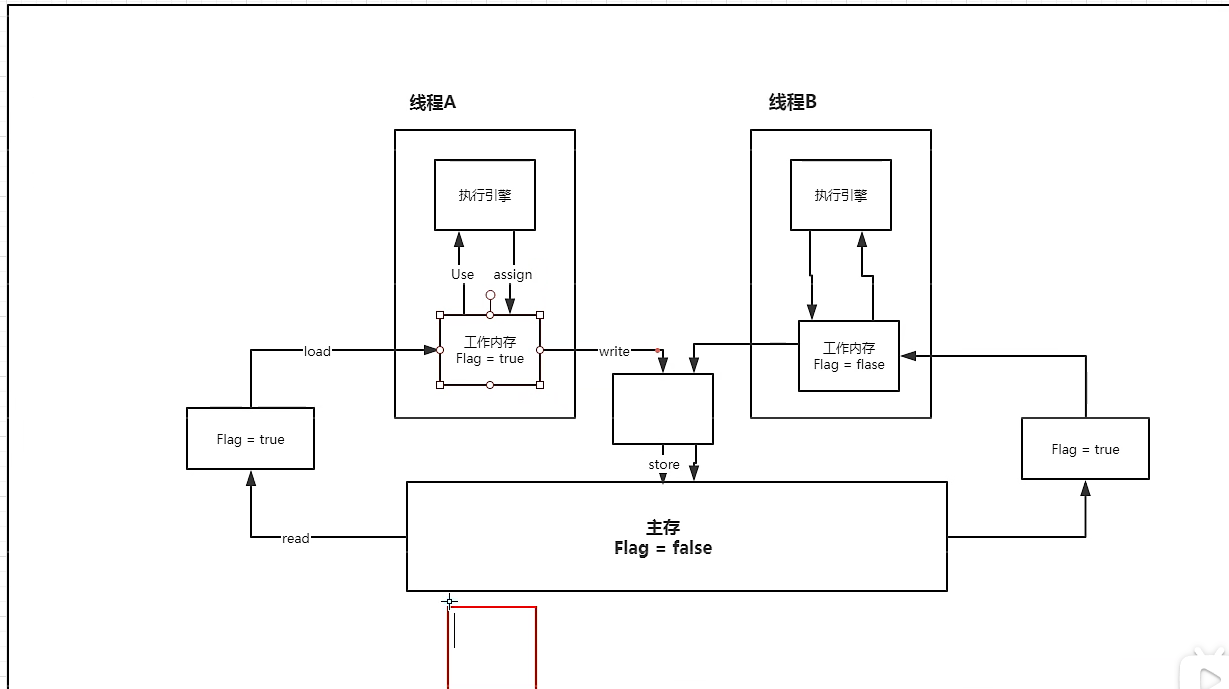 线程A
线程B
执行引擎
执行引擎
Use
assign
工作内存
Flag = true
工作内存
Flag = flase
load
write
Flag = true
Flag = true
store
主存
Flag = false
read